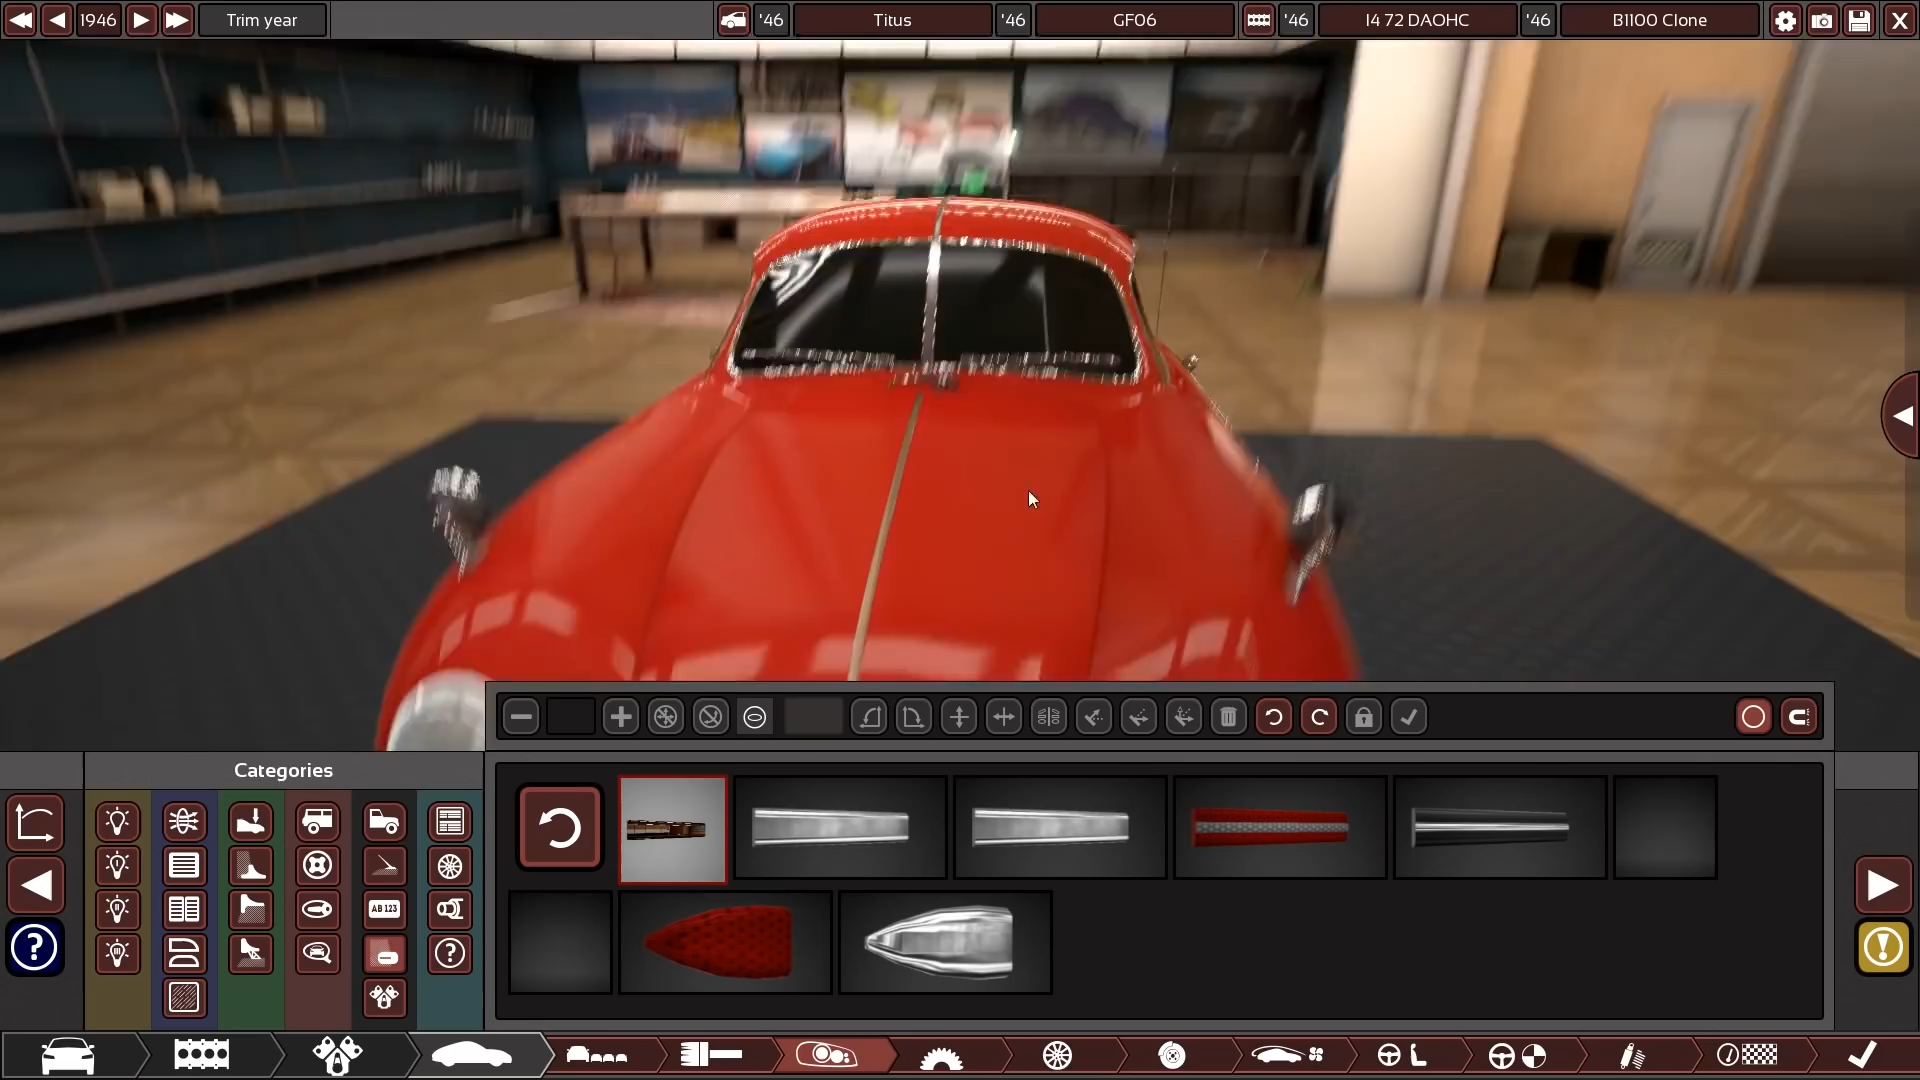 1946
Trim year
'46
Titus
'46
GF06
'46
I4 72 DAOHC
'46
B1100 Clone
X
Categories
AB 123
?
?
!